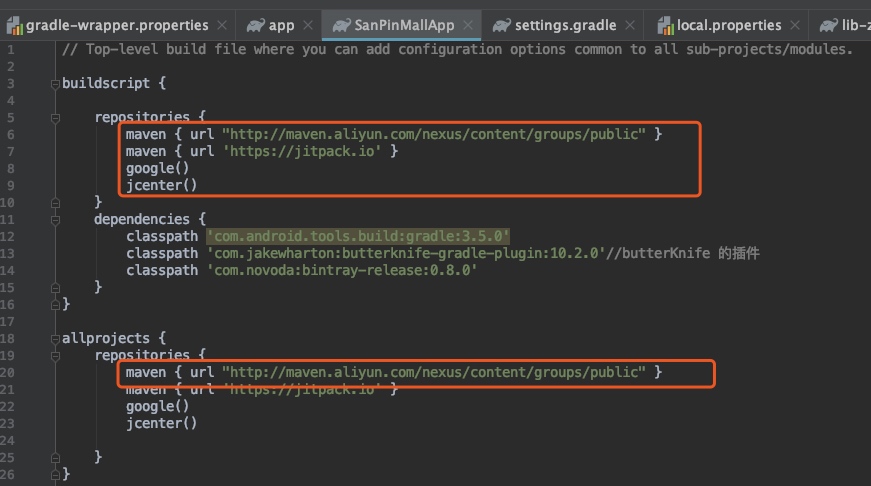 gradle-wrapper.properties app SanPinMallApp settings.gradle local.properties lib-z
1 // Top-level build file where you can add configuration options common to all sub-projects/modules.
2
3 buildscript {
4
5 repositories {
6 maven { url "http://maven.aliyun.com/nexus/content/groups/public" }
7 maven { url 'https://jitpack.io' }
8 google()
9 jcenter()
10 }
11 dependencies {
12 classpath 'com.android.tools.build:gradle:3.5.0'
13 classpath 'com.jakewharton:butterknife-gradle-plugin:10.2.0'//butterKnife 的插件
14 classpath 'com.novoda:bintray-release:0.8.0'
15 }
16 }
17
18 allprojects {
19 repositories {
20 maven { url "http://maven.aliyun.com/nexus/content/groups/public" }
21 maven { url 'https://jitpack.io' }
22 google()
23 jcenter()
24
25 }
26 }